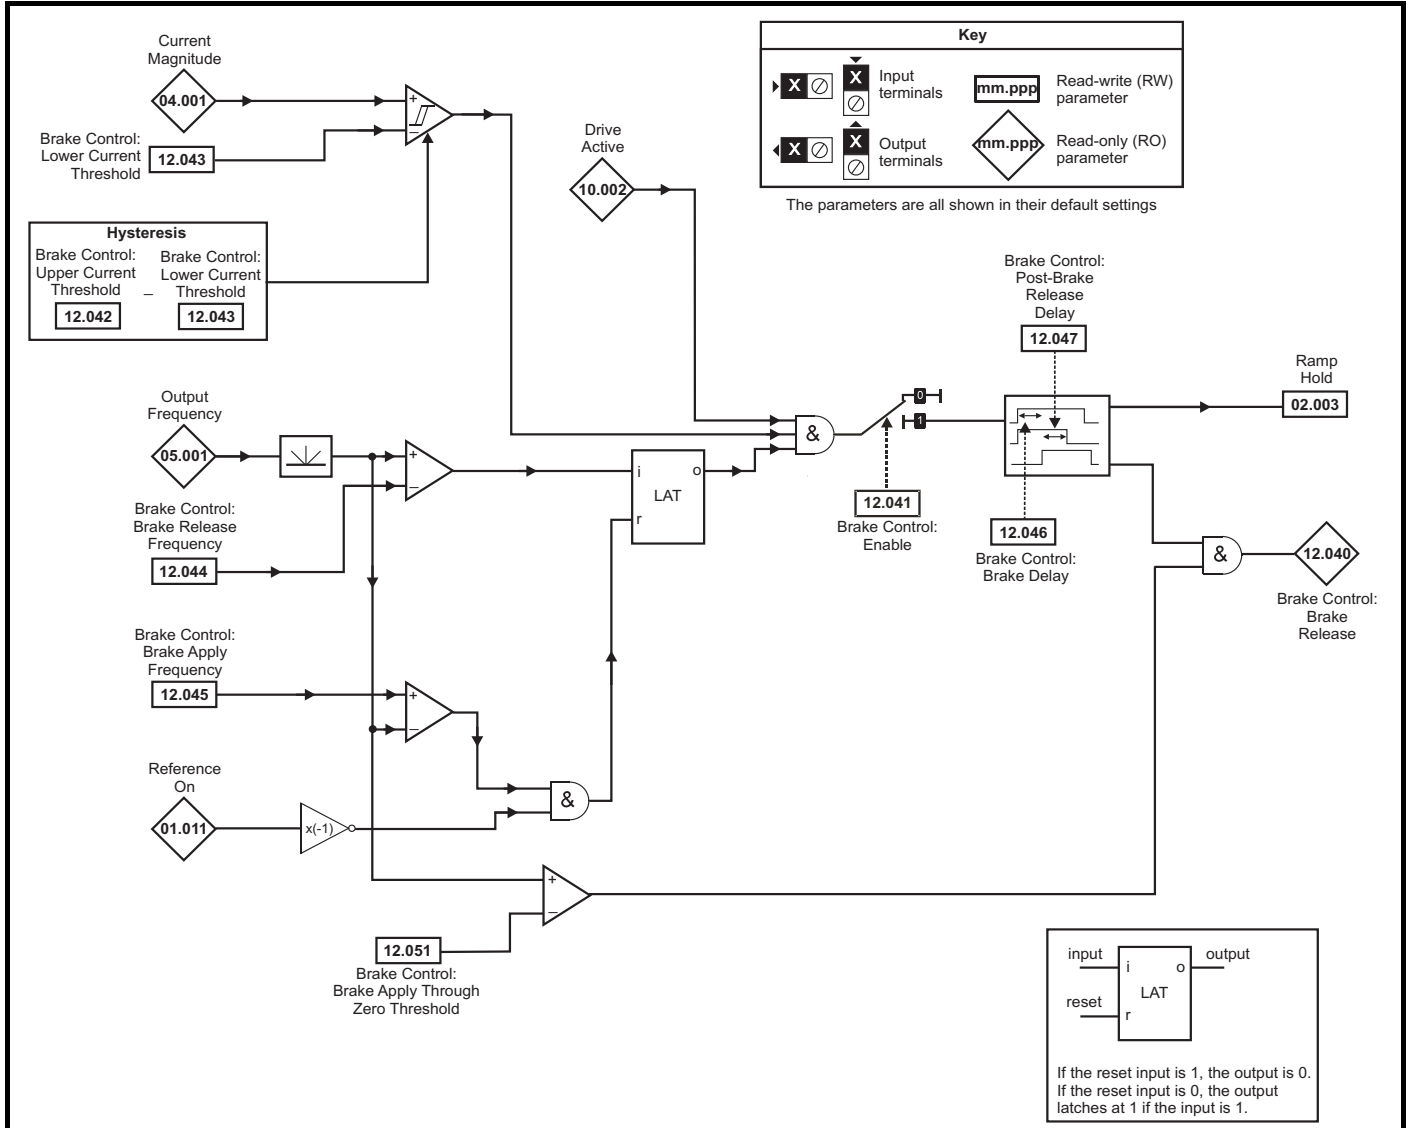 Current
Magnitude
04.001
Brake Control:
Lower Current
Threshold
12.043
+
–
Hysteresis
Brake Control:
Upper Current
Threshold
12.042
–
Brake Control:
Lower Current
Threshold
12.043
Drive
Active
10.002
Key
X
X
Input
terminals
X
X
Output
terminals
mm.ppp
Read-write (RW)
parameter
mm.ppp
Read-only (RO)
parameter
The parameters are all shown in their default settings
Output
Frequency
05.001
+
–
Brake Control:
Brake Release
Frequency
12.044
i
o
LAT
r
&
0
1
12.041
Brake Control:
Enable
Brake Control:
Post-Brake
Release
Delay
12.047
12.046
Brake Control:
Brake Delay
Ramp
Hold
02.003
&
12.040
Brake Control:
Brake
Release
Brake Control:
Brake Apply
Frequency
12.045
+
–
Reference
On
01.011
x(-1)
&
+
–
12.051
Brake Control:
Brake Apply Through
Zero Threshold
input
i
o
output
LAT
reset
r
If the reset input is 1, the output is 0.
If the reset input is 0, the output
latches at 1 if the input is 1.